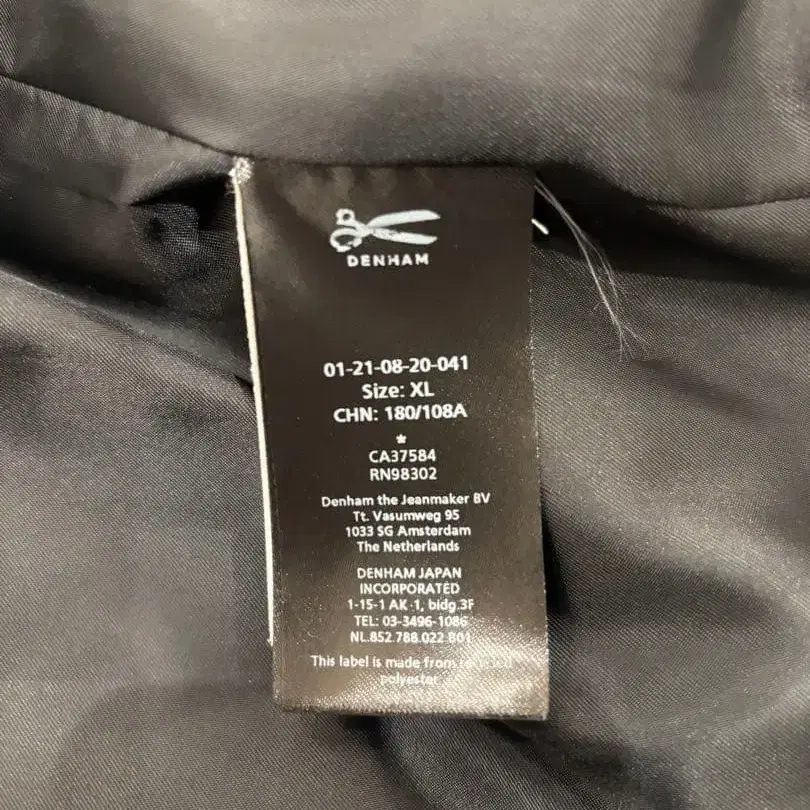 DENHAM
01-21-08-20-041
Size: XL
CHN: 180/108A
*
CA37584
RN98302
Denham the Jeanmaker BV
Tt. Vasumweg 95
1033 SG Amsterdam
The Netherlands
DENHAM JAPAN
INCORPORATED
1-15-1 AK-1, bidg.3F
TEL: 03-3496-1086
NL.852.788.022.B01
This label is made from recycled
polyester